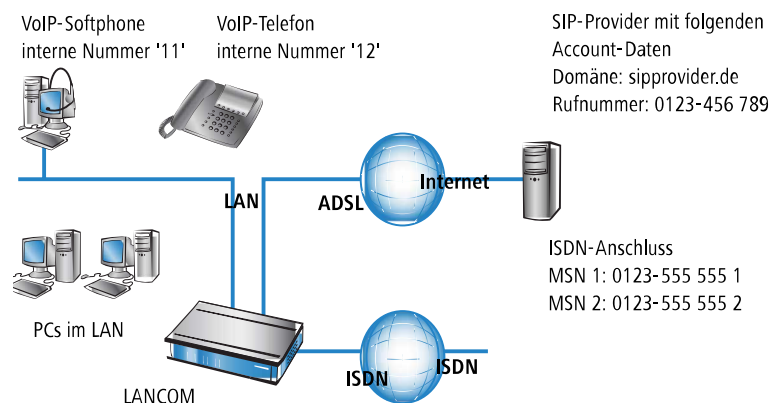 VoIP-Softphone
interne Nummer '11'
VoIP-Telefon
interne Nummer '12'
SIP-Provider mit folgenden
Account-Daten
Domäne: sipprovider.de
Rufnummer: 0123-456 789
LAN
ADSL
Internet
ISDN-Anschluss
MSN 1: 0123-555 555 1
MSN 2: 0123-555 555 2
PCs im LAN
ISDN
ISDN
LANCOM